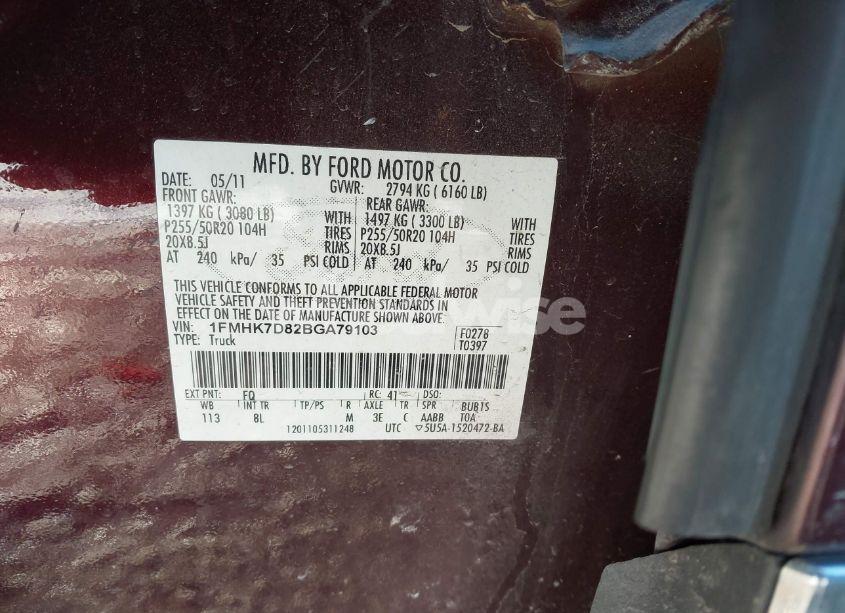 MFD. BY FORD MOTOR CO.
DATE: 05/11 GVWR: 2794 KG ( 6160 LB)
FRONT GAWR: REAR GAWR:
1397 KG ( 3080 LB) WITH 1497 KG ( 3300 LB) WITH
P255/50R20 104H TIRES P255/50R20 104H TIRES
20X8.5J RIMS 20X8.5J RIMS
AT 240 kPa/ 35 PSI COLD AT 240 kPa/ 35 PSI COLD
THIS VEHICLE CONFORMS TO ALL APPLICABLE FEDERAL MOTOR
VEHICLE SAFETY AND THEFT PREVENTION STANDARDS IN
EFFECT ON THE DATE OF MANUFACTURE SHOWN ABOVE.
VIN: 1FMHK7D82BGA79103 F0278
TYPE: Truck T0397
EXT PNT: FQ RC: 41 DSO:
WB INT TR TP/PS R AXLE TR SPR BUB1S
113 8L M 3E C AABB TOA
1201105311248 UTC ▽5U5A-1520472-BA